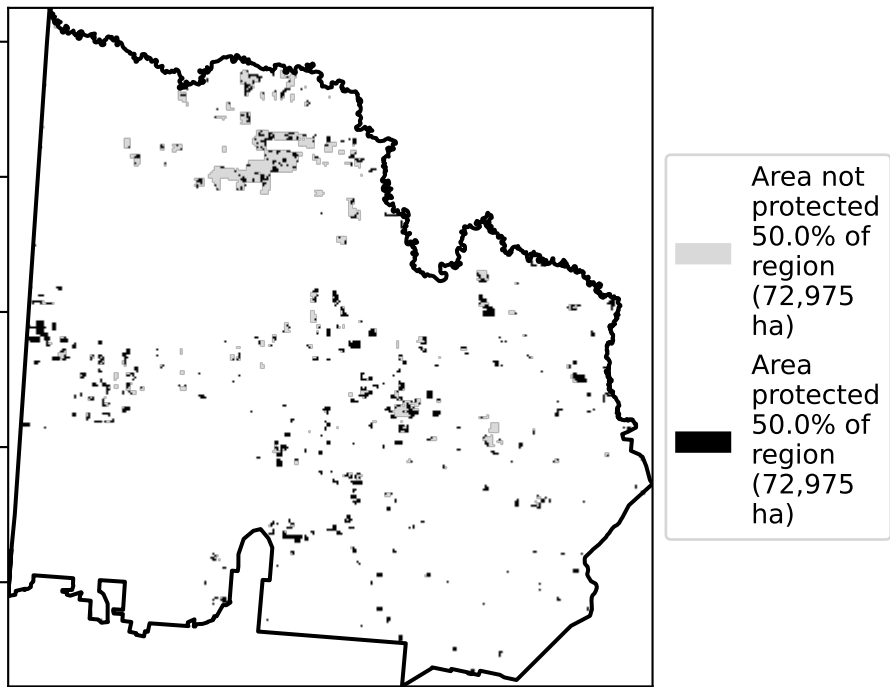 Area not
protected
50.0% of
region
(72,975
ha)
Area
protected
50.0% of
region
(72,975
ha)